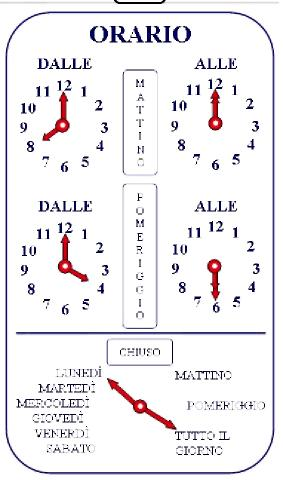 ORARIO
DALLE
ALLE
12
1
2
3
4
5
6
7
8
9
10
11
MATTINO
12
1
2
3
4
5
6
7
8
9
10
11
DALLE
ALLE
12
1
2
3
4
5
6
7
8
9
10
11
POMERIGGIO
12
1
2
3
4
5
6
7
8
9
10
11
CHIUSO
LUNEDÌ
MARTEDÌ
MERCOLEDÌ
GIOVEDÌ
VENERDÌ
SABATO
MATTINO
POMERIGGIO
TUTTO IL
GIORNO